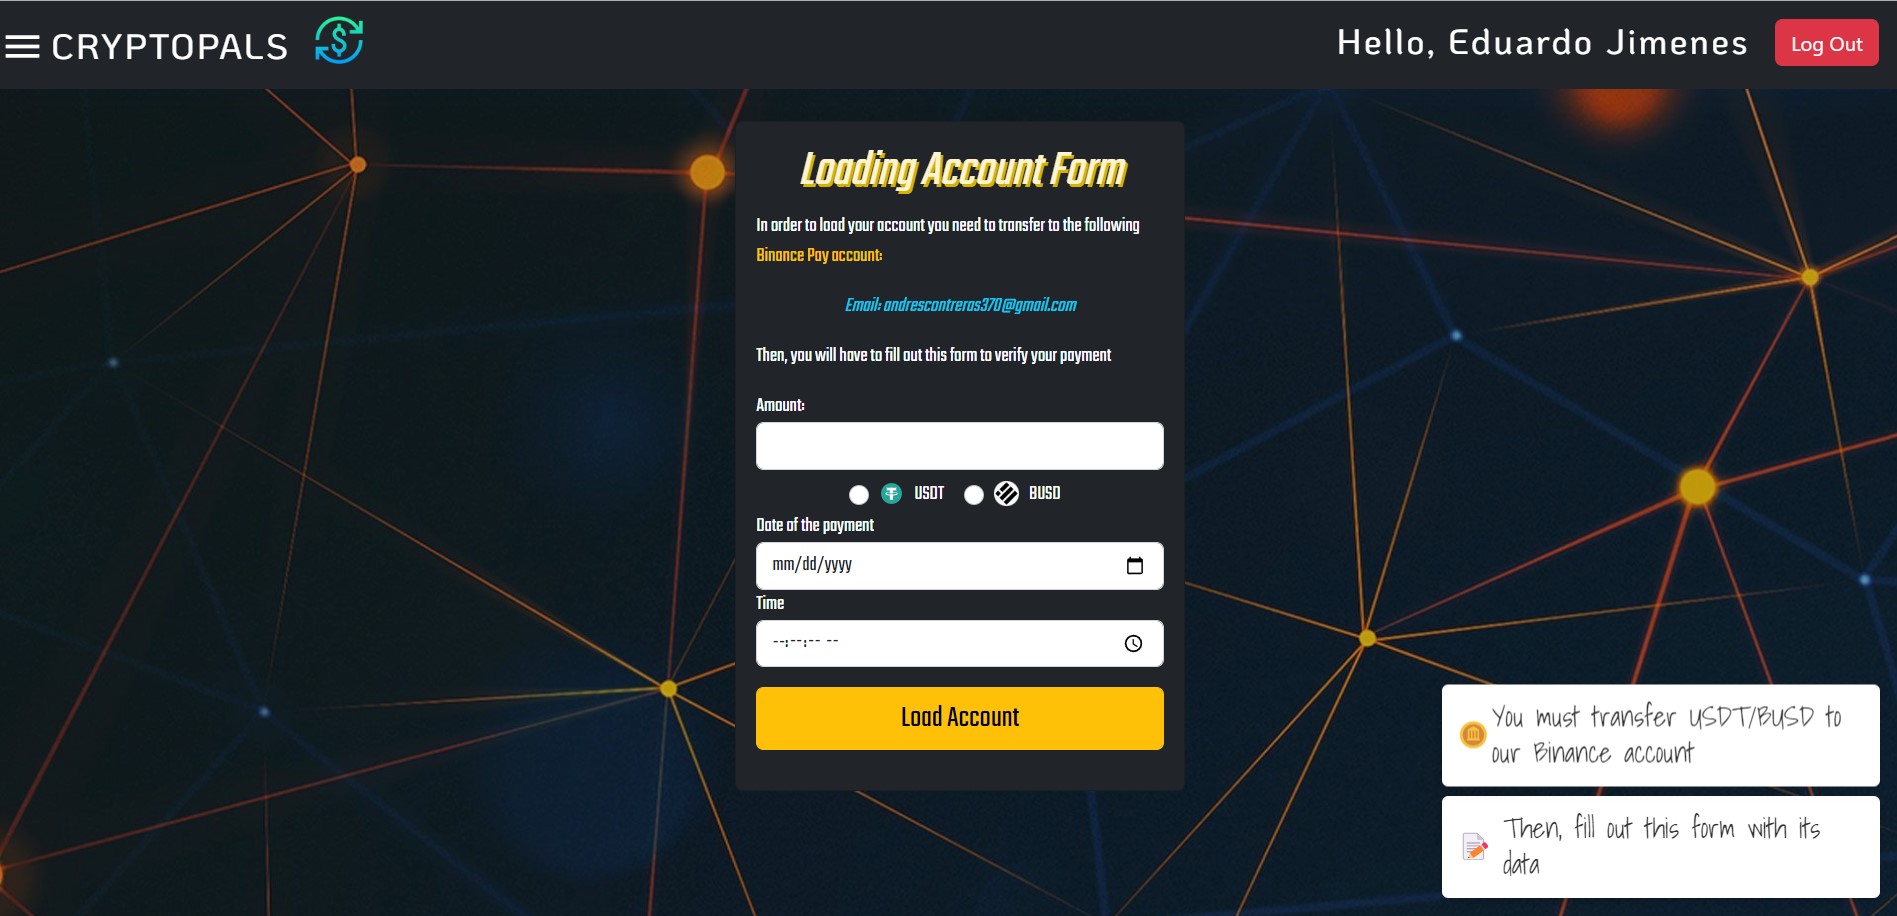 CRYPTOPALS
Hello, Eduardo Jimenes
Log Out
Loading Account Form
In order to load your account you need to transfer to the following
Binance Pay account:
Email: andrescontreras370@gmail.com
Then, you will have to fill out this form to verify your payment
Amount:
USDT BUSD
Date of the payment
mm/dd/yyyy
Time
--:--:-- --
Load Account
You must transfer USDT/BUSD to
our Binance account
Then, fill out this form with its
data